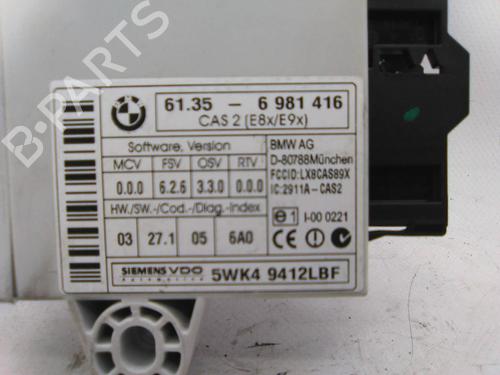 B-PARTS
BMW
61.35 - 6 981 416
CAS 2 (E8x/E9x)
Software, Version
MCV FSV OSV RTV
0.0.0 6.2.6 3.3.0 0.0.0
HW./SW.-/Cod.-/Diag.-Index
03 27.1 05 6A0
BMW AG
D-80788München
FCCID:LX8CAS89X
IC:2911A-CAS2
e1 I-00 0221
CE
SIEMENS VDO
Automotive
5WK4 9412LBF